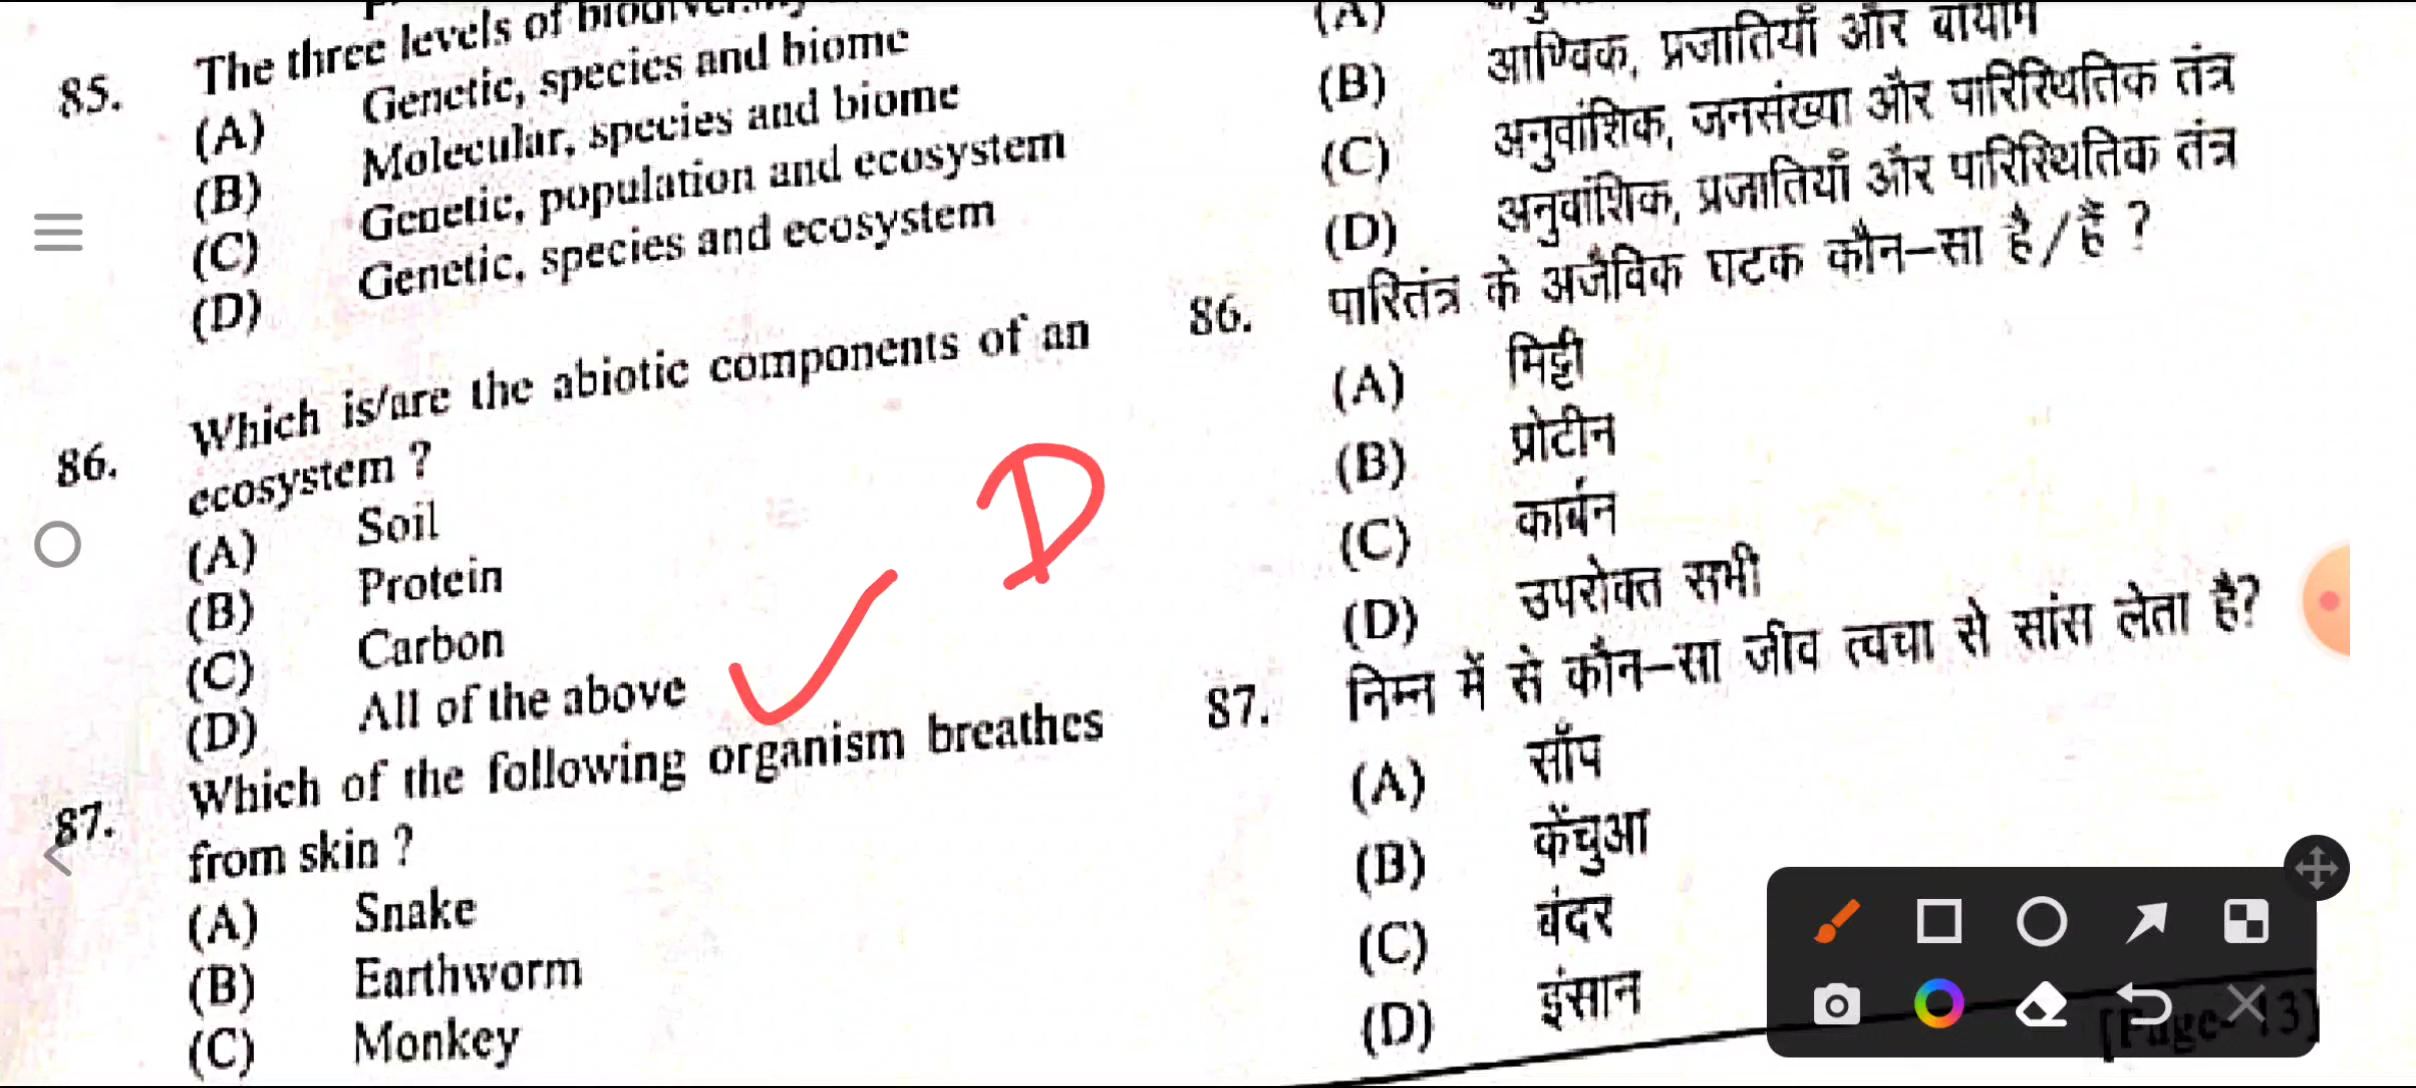 85.
The three levels of
(A) Genetic, species and biome
(B) Molecular, species and biome
(C) Genetic, population and ecosystem
(D) Genetic, species and ecosystem
86.
Which is/are the abiotic components of an
ecosystem ?
(A) Soil
(B) Protein
(C) Carbon
(D) All of the above
D
87.
Which of the following organism breathes
from skin ?
(A) Snake
(B) Earthworm
(C) Monkey
(A)
(B) आण्विक, प्रजातियाँ और बायोम
(C) अनुवांशिक, जनसंख्या और पारिस्थितिक तंत्र
(D) अनुवांशिक, प्रजातियाँ और पारिस्थितिक तंत्र
86. पारितंत्र के अजैविक घटक कौन–सा है/हैं ?
(A) मिट्टी
(B) प्रोटीन
(C) कार्बन
(D) उपरोक्त सभी
87. निम्न में से कौन–सा जीव त्वचा से सांस लेता है?
(A) साँप
(B) केंचुआ
(C) बंदर
(D) इंसान
[Page- 13]